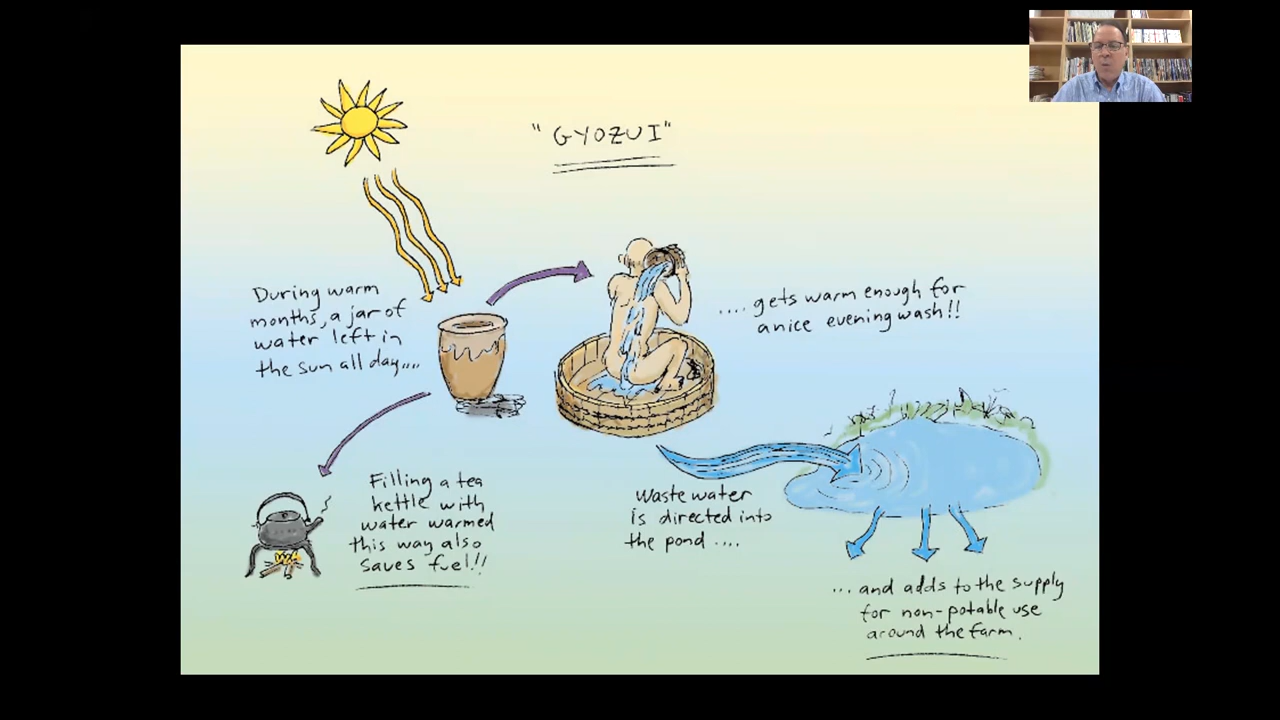 "GYOZUI"
During warm
months, a jar of
water left in
the sun all day....
....gets warm enough for
a nice evening wash!!
Filling a tea
kettle with
water warmed
this way also
saves fuel!!
Waste water
is directed into
the pond ....
...and adds to the supply
for non-potable use
around the farm.